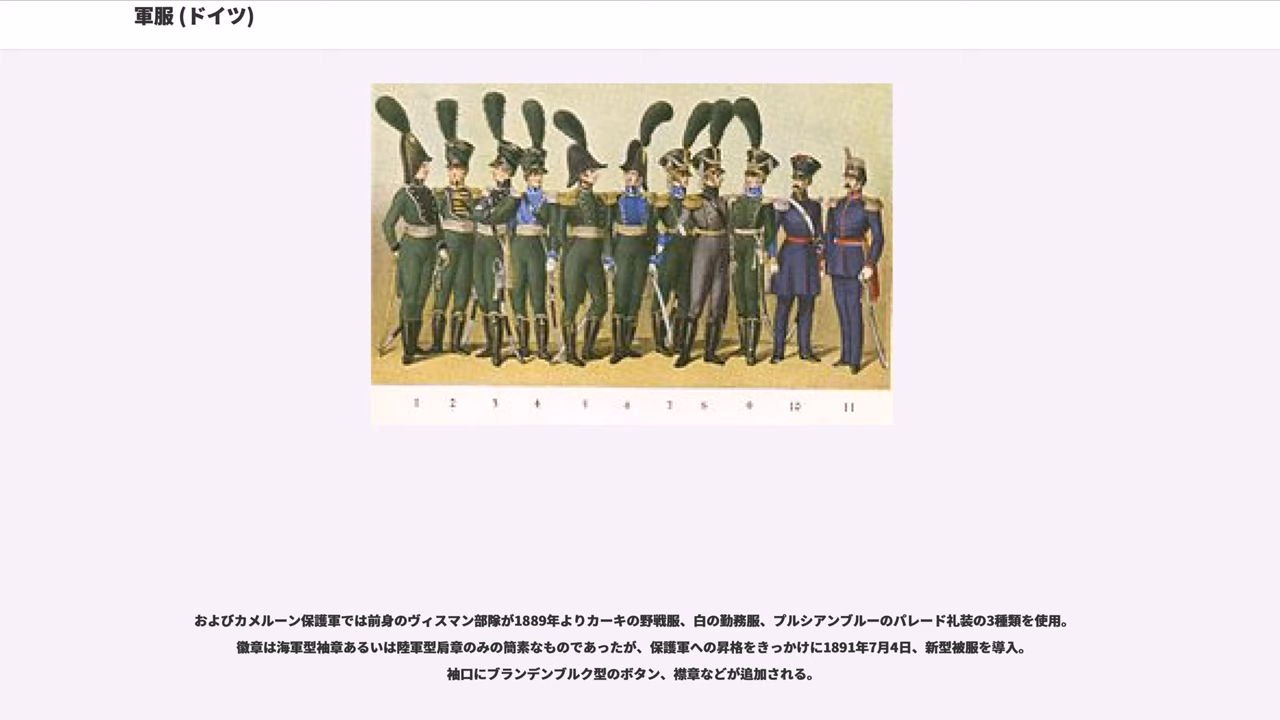 軍服 (ドイツ)
1 2 3 4 5 6 7 8 9 10 11
およびカメルーン保護軍では前身のヴィスマン部隊が1889年よりカーキの野戦服、白の勤務服、プルシアンブルーのパレード礼装の3種類を使用。
徽章は海軍型袖章あるいは陸軍型肩章のみの簡素なものであったが、保護軍への昇格をきっかけに1891年7月4日、新型被服を導入。
袖口にブランデンブルク型のボタン、襟章などが追加される。